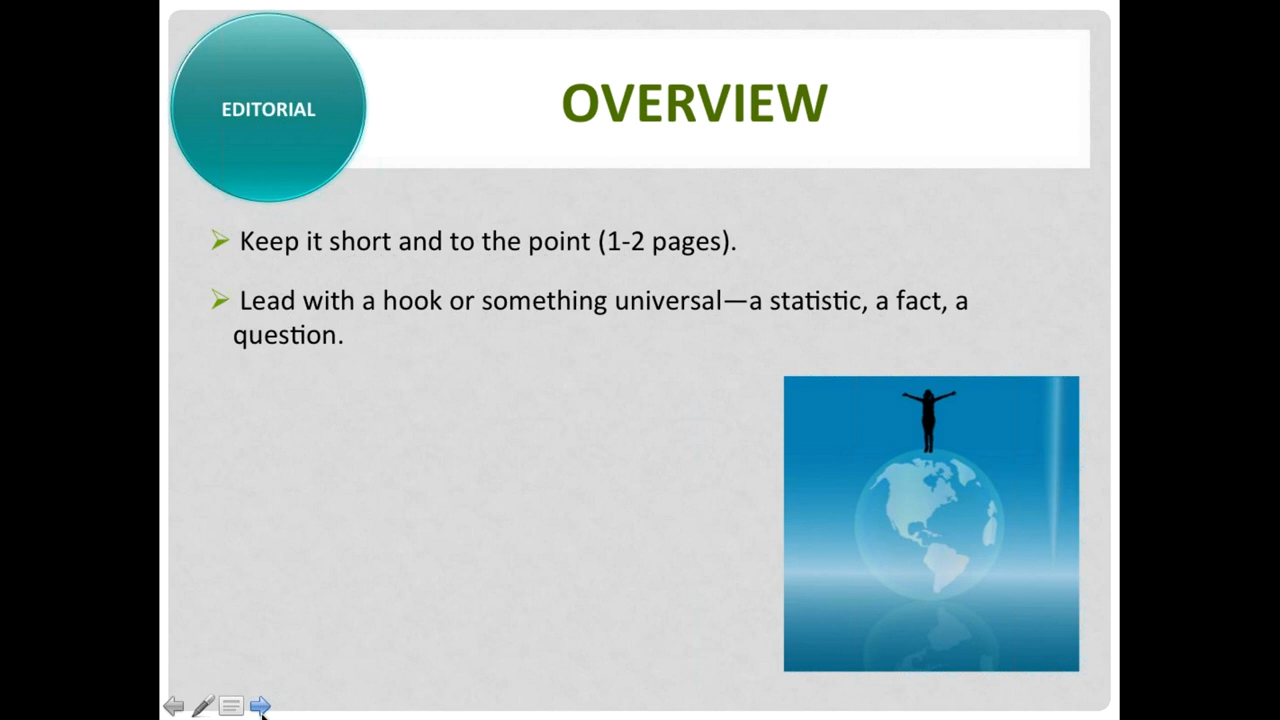 EDITORIAL
OVERVIEW
Keep it short and to the point (1-2 pages).
Lead with a hook or something universal—a statistic, a fact, a
question.